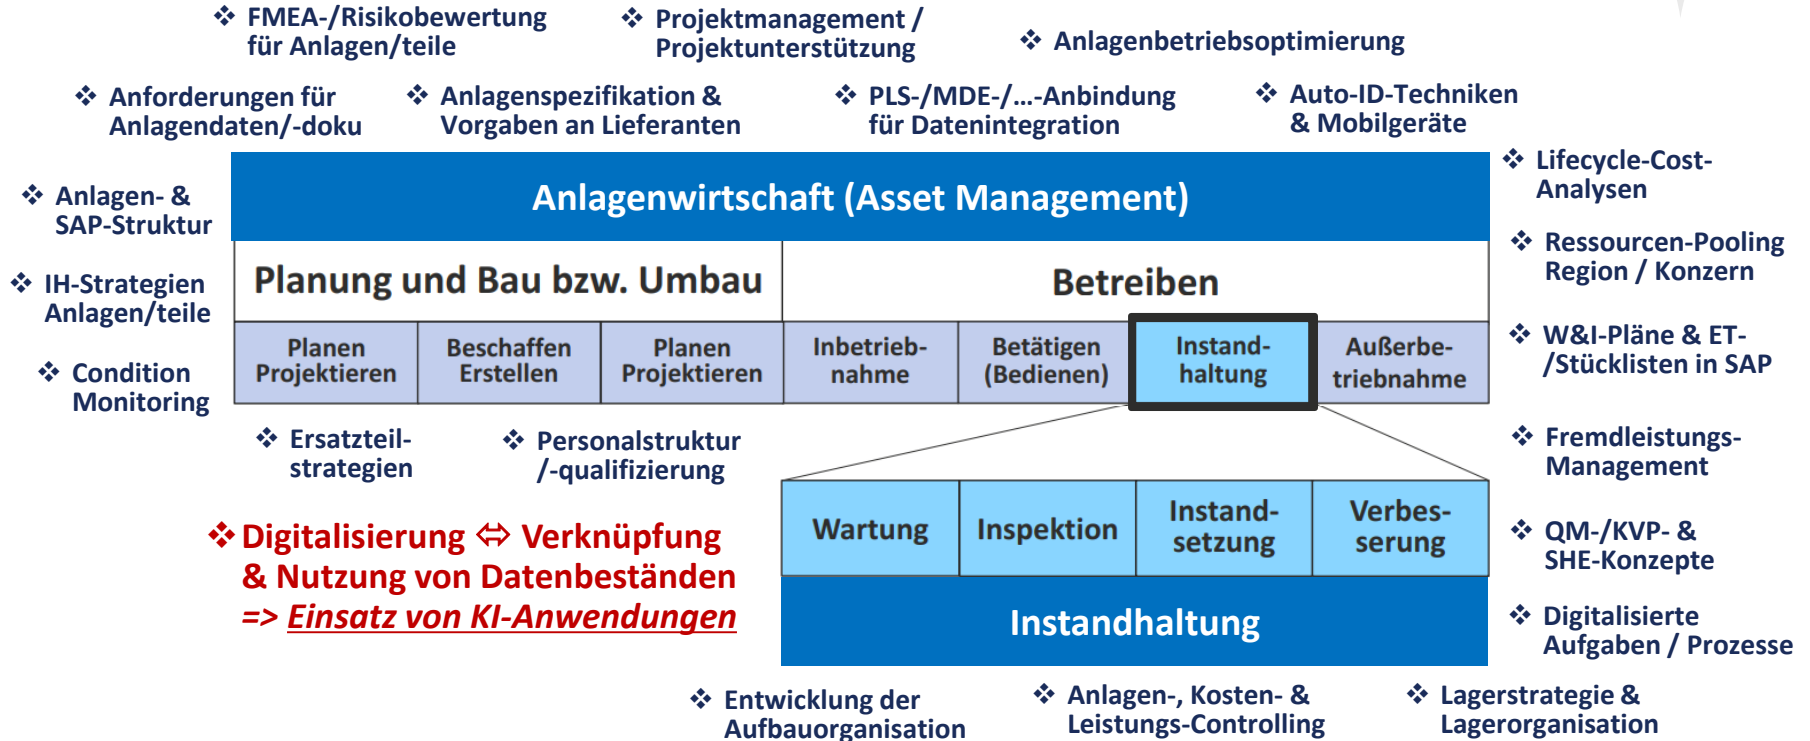 ❖ FMEA-/Risikobewertung
für Anlagen/teile
❖ Projektmanagement /
Projektunterstützung
❖ Anlagenbetriebsoptimierung
❖ Anforderungen für
Anlagendaten/-doku
❖ Anlagenspezifikation &
Vorgaben an Lieferanten
❖ PLS-/MDE-/…-Anbindung
für Datenintegration
❖ Auto-ID-Techniken
& Mobilgeräte
❖ Anlagen- &
SAP-Struktur
❖ IH-Strategien
Anlagen/teile
❖ Condition
Monitoring
Anlagenwirtschaft (Asset Management)
Planung und Bau bzw. Umbau
Betreiben
Planen
Projektieren
Beschaffen
Erstellen
Planen
Projektieren
Inbetrieb-
nahme
Betätigen
(Bedienen)
Instand-
haltung
Außerbe-
triebnahme
❖ Lifecycle-Cost-
Analysen
❖ Ressourcen-Pooling
Region / Konzern
❖ W&I-Pläne & ET-
/Stücklisten in SAP
❖ Fremdleistungs-
Management
❖ QM-/KVP- &
SHE-Konzepte
❖ Digitalisierte
Aufgaben / Prozesse
❖ Ersatzteil-
strategien
❖ Personalstruktur
/-qualifizierung
❖ Digitalisierung ⇔ Verknüpfung
& Nutzung von Datenbeständen
=> Einsatz von KI-Anwendungen
Wartung
Inspektion
Instand-
setzung
Verbes-
serung
Instandhaltung
❖ Entwicklung der
Aufbauorganisation
❖ Anlagen-, Kosten- &
Leistungs-Controlling
❖ Lagerstrategie &
Lagerorganisation